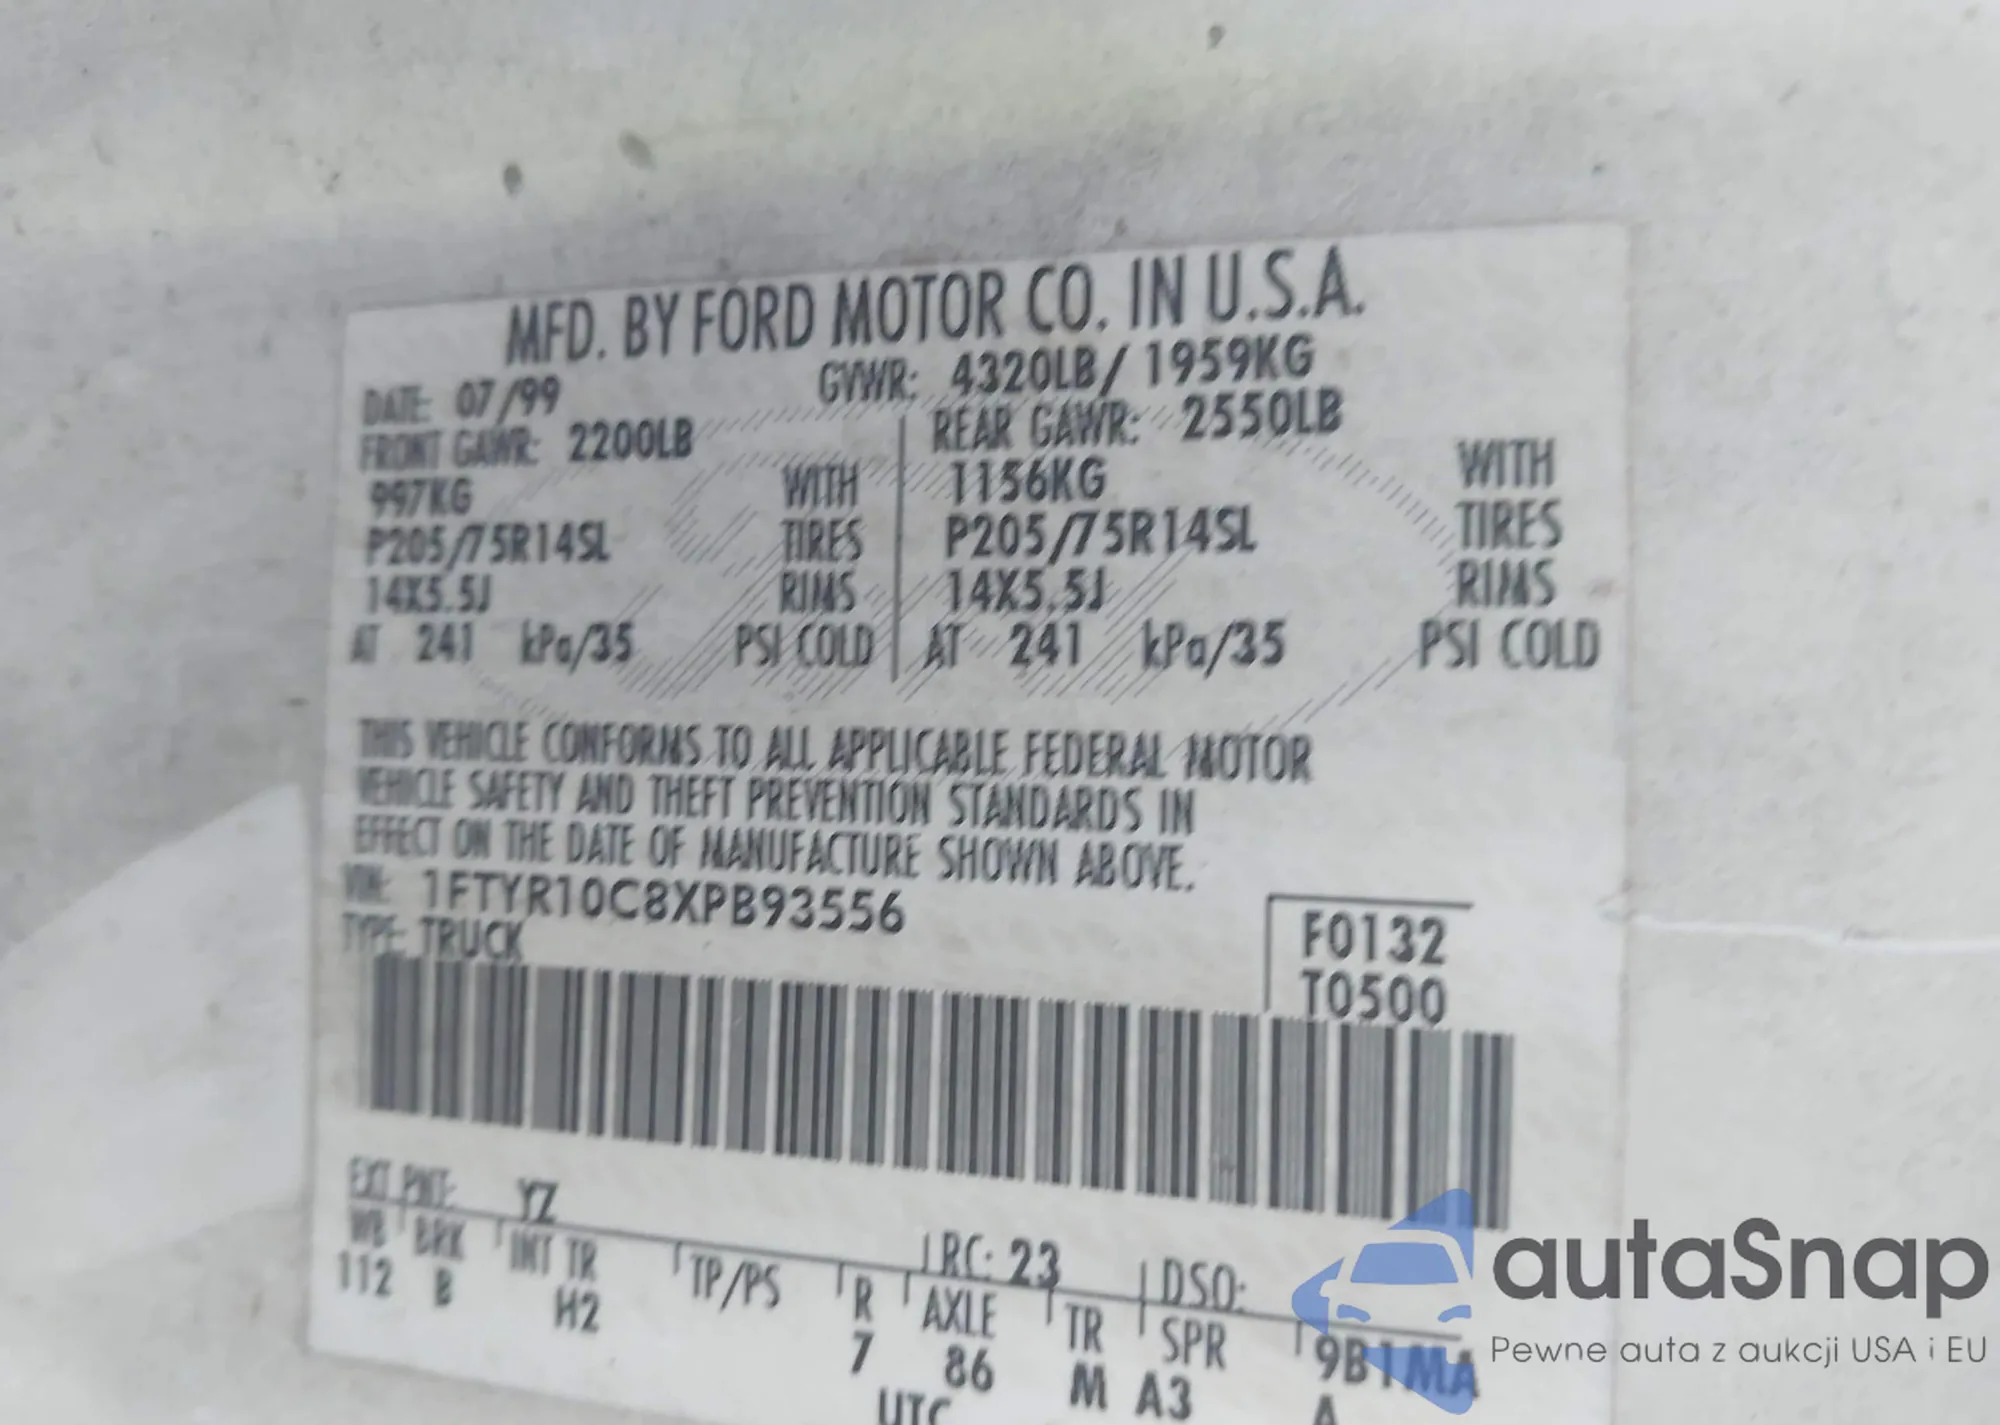 MFD. BY FORD MOTOR CO. IN U.S.A.
DATE: 07/99 GVWR: 4320LB/ 1959KG
FRONT GAWR: 2200LB REAR GAWR: 2550LB
997KG WITH 1156KG WITH
P205/75R14SL TIRES P205/75R14SL TIRES
14X5.5J RIMS 14X5.5J RIMS
AT 241 kPa/35 PSI COLD AT 241 kPa/35 PSI COLD
THIS VEHICLE CONFORMS TO ALL APPLICABLE FEDERAL MOTOR
VEHICLE SAFETY AND THEFT PREVENTION STANDARDS IN
EFFECT ON THE DATE OF MANUFACTURE SHOWN ABOVE.
VIN: 1FTYR10C8XPB93556
TYPE: TRUCK
F0132
T0500
EXT PNT: YZ RC: 23 DSO:
WB BRK INT TR TP/PS R AXLE TR SPR 9B1MA
112 B H2 7 86 M A3 A
UTC
autaSnap
Pewne auta z aukcji USA i EU